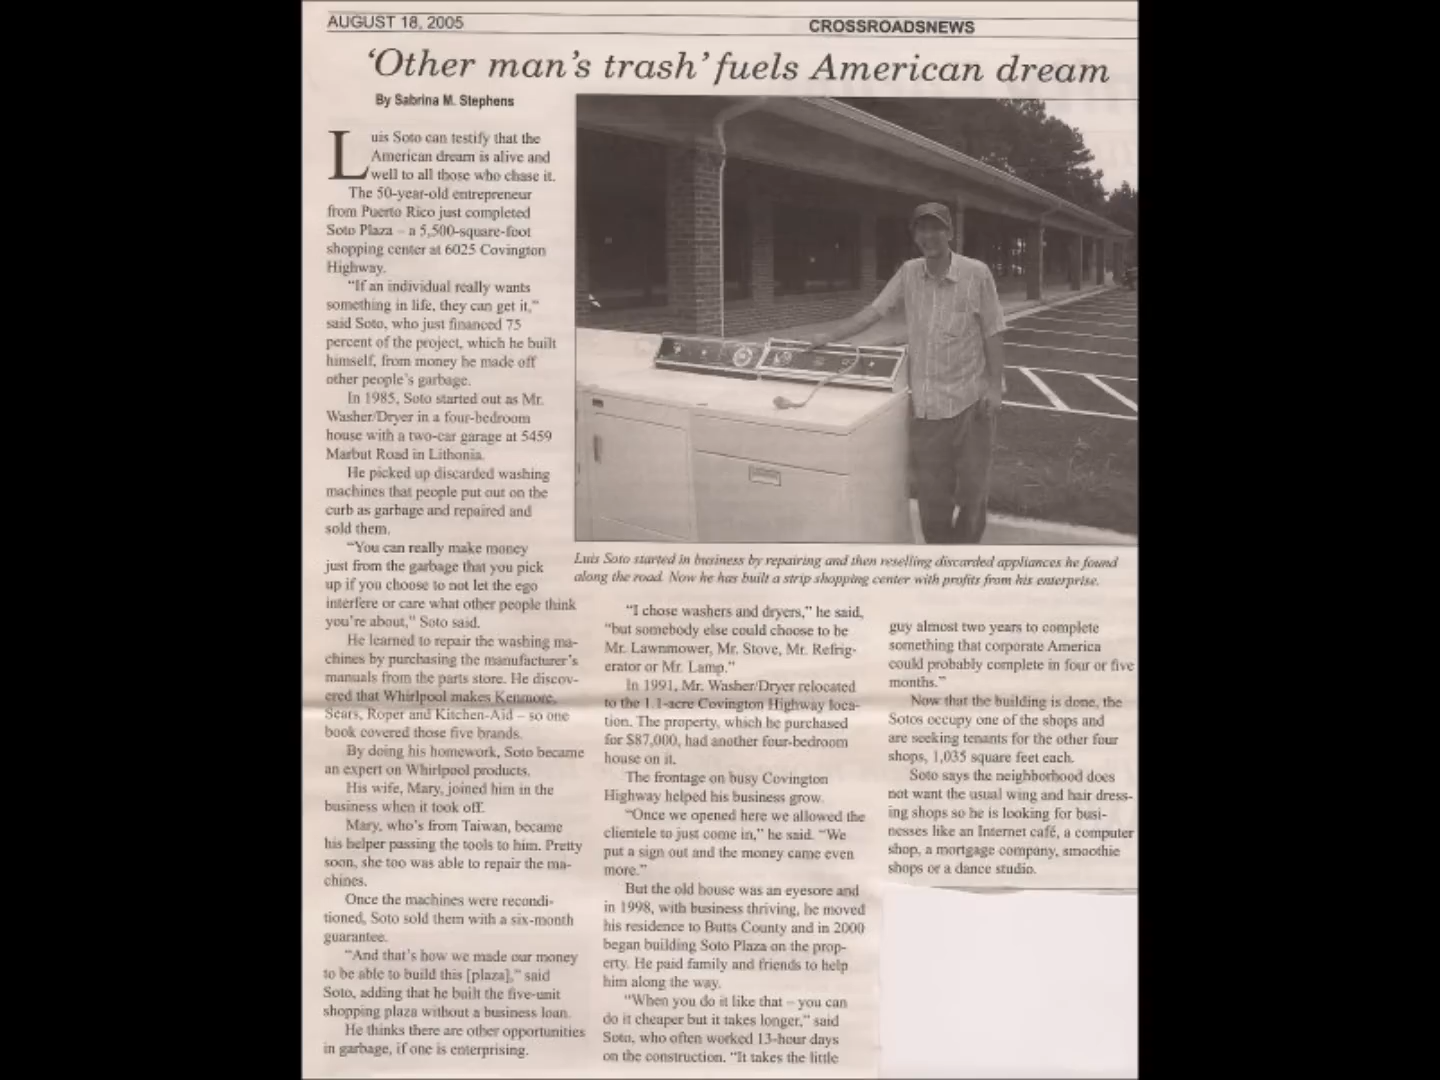 AUGUST 18, 2005
CROSSROADSNEWS
‘Other man’s trash’ fuels American dream
By Sabrina M. Stephens
Luis Soto can testify that the
American dream is alive and
well to all those who chase it.
The 50-year-old entrepreneur
from Puerto Rico just completed
Soto Plaza – a 5,500-square-foot
shopping center at 6025 Covington
Highway.
“If an individual really wants
something in life, they can get it,”
said Soto, who just financed 75
percent of the project, which he built
himself, from money he made off
other people’s garbage.
In 1985, Soto started out as Mr.
Washer/Dryer in a four-bedroom
house with a two-car garage at 5459
Marbut Road in Lithonia.
He picked up discarded washing
machines that people put out on the
curb as garbage and repaired and
sold them.
“You can really make money
just from the garbage that you pick
up if you choose to not let the ego
interfere or care what other people think
you’re about,” Soto said.
He learned to repair the washing ma-
chines by purchasing the manufacturer’s
manuals from the parts store. He discov-
ered that Whirlpool makes Kenmore,
Sears, Roper and Kitchen-Aid – so one
book covered those five brands.
By doing his homework, Soto became
an expert on Whirlpool products.
His wife, Mary, joined him in the
business when it took off.
Mary, who’s from Taiwan, became
his helper passing the tools to him. Pretty
soon, she too was able to repair the ma-
chines.
Once the machines were recondi-
tioned, Soto sold them with a six-month
guarantee.
“And that’s how we made our money
to be able to build this [plaza],” said
Soto, adding that he built the five-unit
shopping plaza without a business loan.
He thinks there are other opportunities
in garbage, if one is enterprising.
Luis Soto started in business by repairing and then reselling discarded appliances he found
along the road. Now he has built a strip shopping center with profits from his enterprise.
“I chose washers and dryers,” he said,
“but somebody else could choose to be
Mr. Lawnmower, Mr. Stove, Mr. Refrig-
erator or Mr. Lamp.”
In 1991, Mr. Washer/Dryer relocated
to the 1.1-acre Covington Highway loca-
tion. The property, which he purchased
for $87,000, had another four-bedroom
house on it.
The frontage on busy Covington
Highway helped his business grow.
“Once we opened here we allowed the
clientele to just come in,” he said. “We
put a sign out and the money came even
more.”
But the old house was an eyesore and
in 1998, with business thriving, he moved
his residence to Butts County and in 2000
began building Soto Plaza on the prop-
erty. He paid family and friends to help
him along the way.
“When you do it like that – you can
do it cheaper but it takes longer,” said
Soto, who often worked 13-hour days
on the construction. “It takes the little
guy almost two years to complete
something that corporate America
could probably complete in four or five
months.”
Now that the building is done, the
Sotos occupy one of the shops and
are seeking tenants for the other four
shops, 1,035 square feet each.
Soto says the neighborhood does
not want the usual wing and hair dress-
ing shops so he is looking for busi-
nesses like an Internet café, a computer
shop, a mortgage company, smoothie
shops or a dance studio.